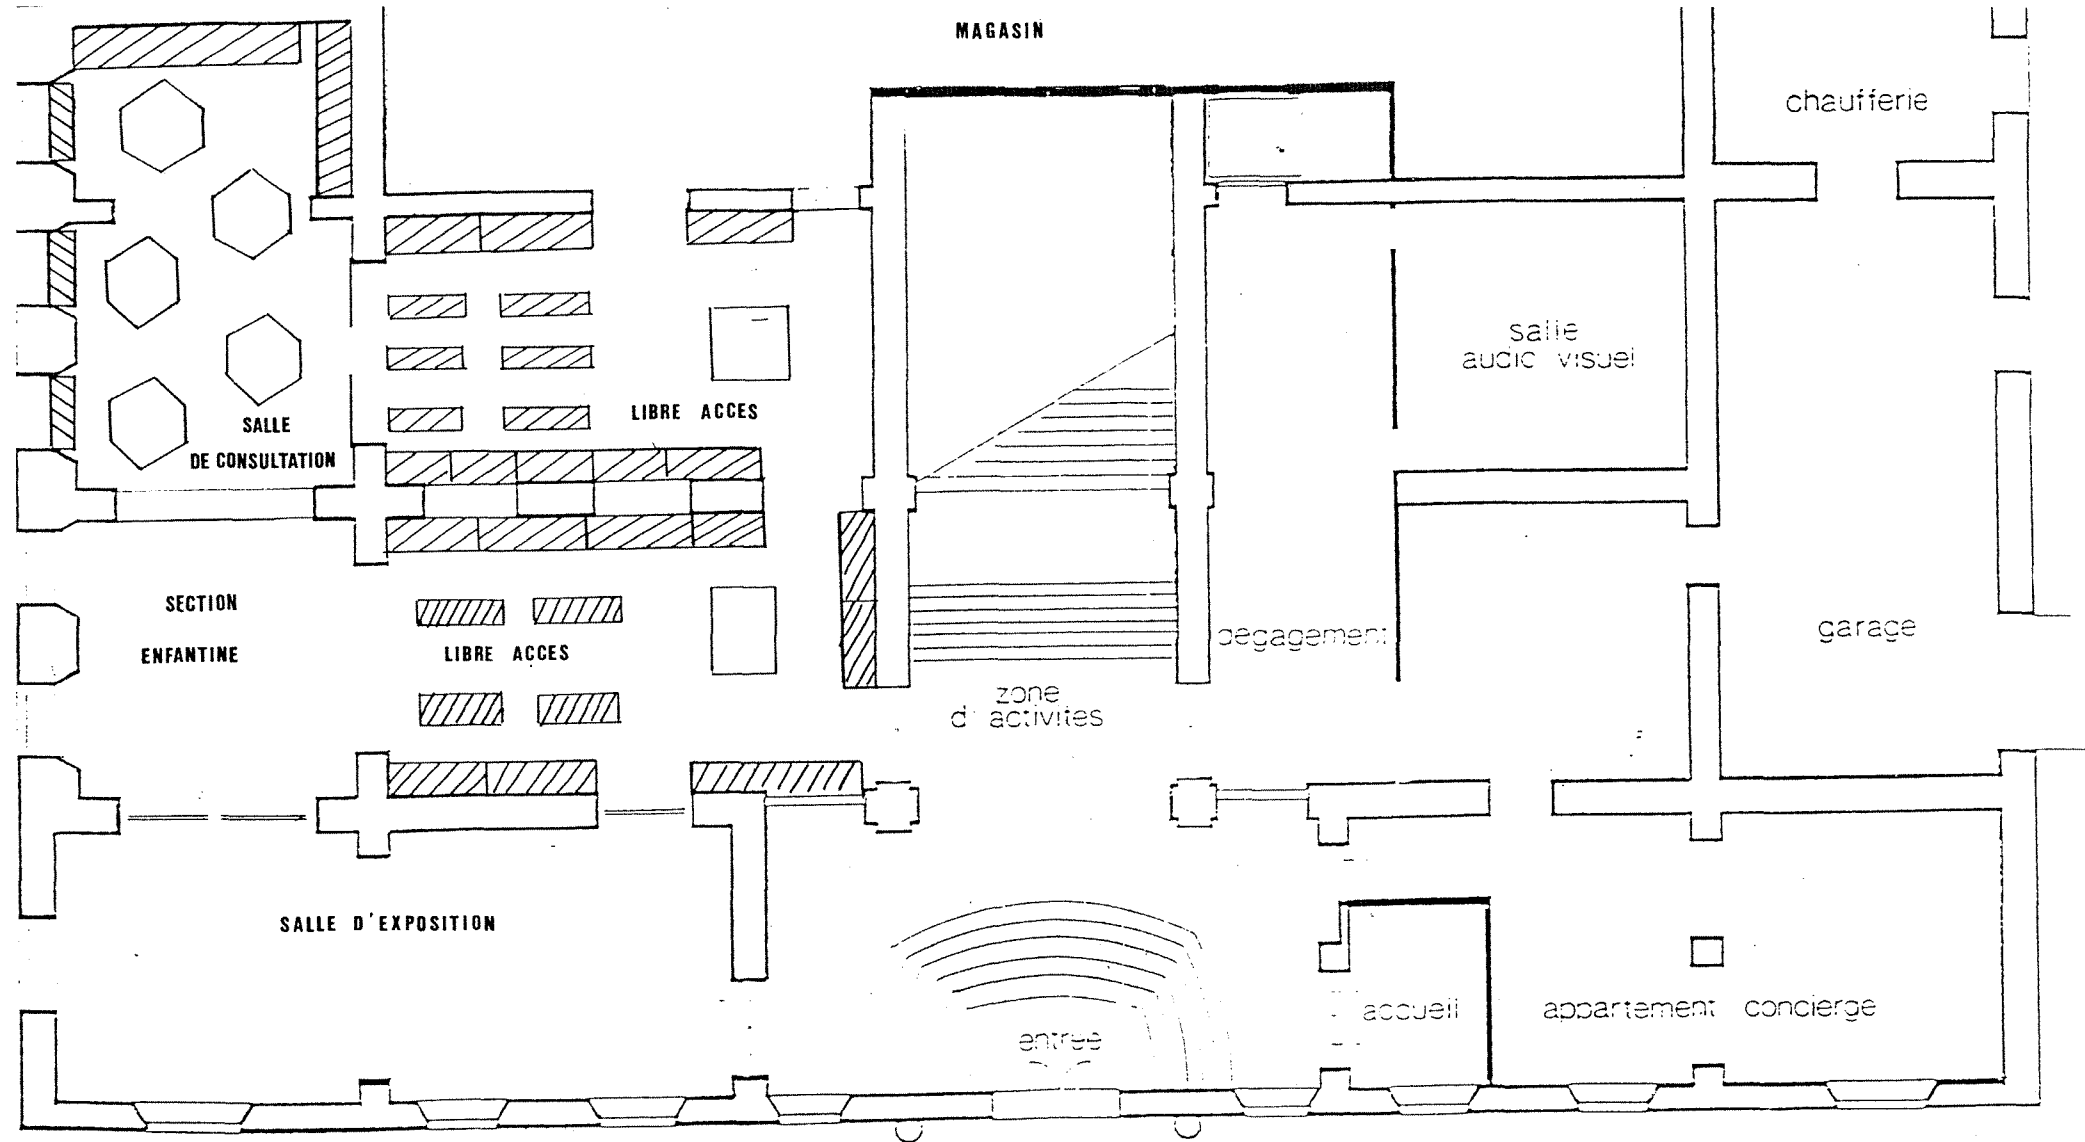 MAGASIN
chaufferie
salle
audio visuel
LIBRE ACCES
SALLE
DE CONSULTATION
SECTION
ENFANTINE
LIBRE ACCES
degagement
garage
zone
d'activites
SALLE D'EXPOSITION
accueil
appartement concierge
entree